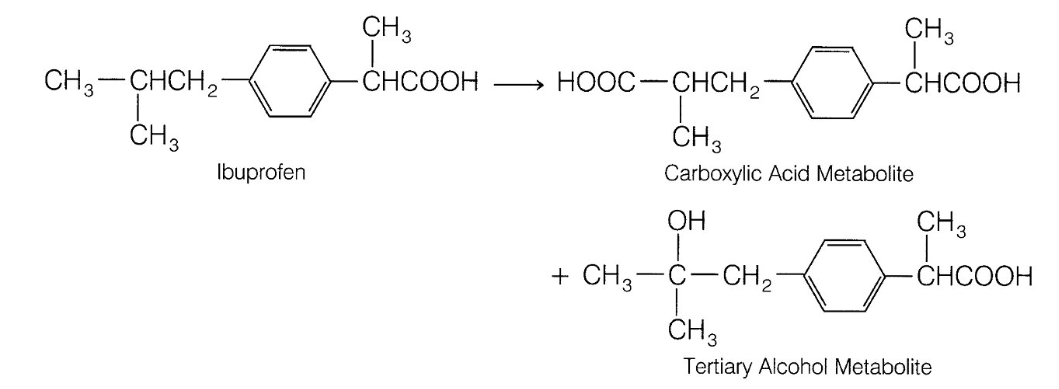 CH3 CH3
CH3—CHCH2 CHCOOH ⟶ HOOC—CHCH2 CHCOOH
CH3 CH3
Ibuprofen Carboxylic Acid Metabolite
OH CH3
+ CH3—C—CH2 CHCOOH
CH3
Tertiary Alcohol Metabolite